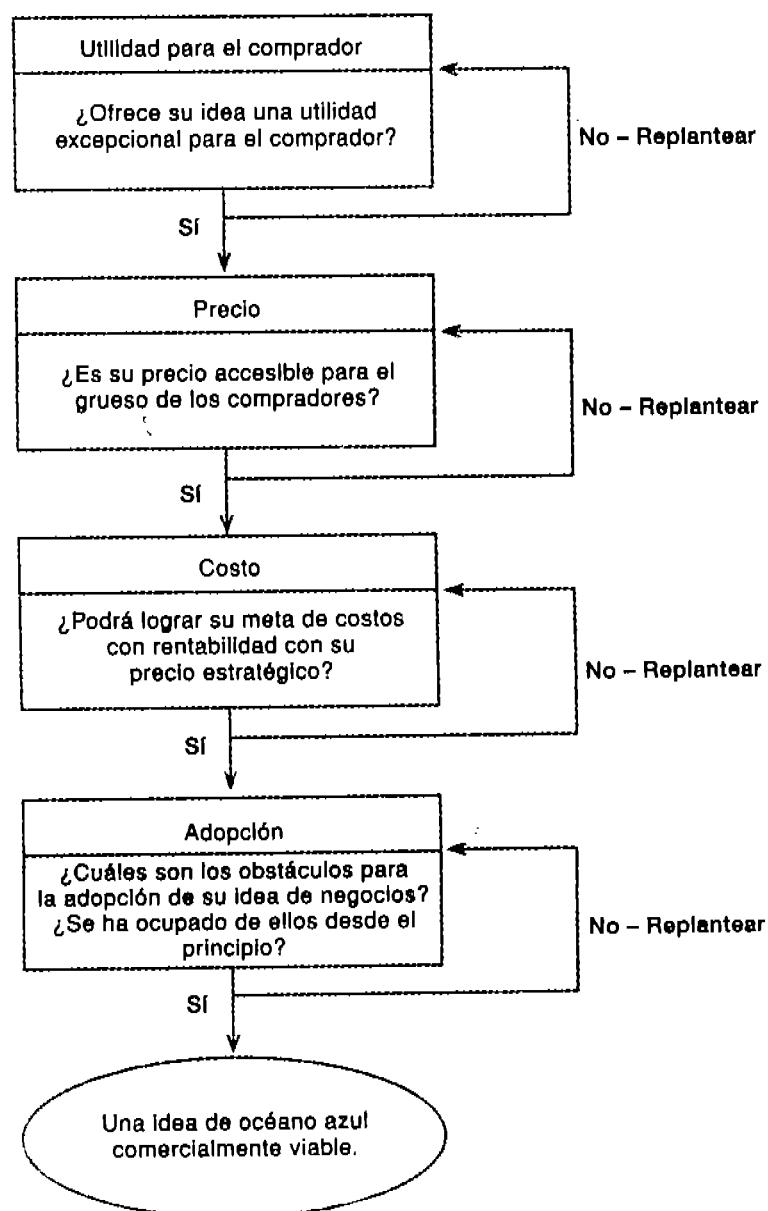 Utilidad para el comprador
¿Ofrece su idea una utilidad
excepcional para el comprador?
No – Replantear
Sí
Precio
¿Es su precio accesible para el
grueso de los compradores?
No – Replantear
Sí
Costo
¿Podrá lograr su meta de costos
con rentabilidad con su
precio estratégico?
No – Replantear
Sí
Adopción
¿Cuáles son los obstáculos para
la adopción de su idea de negocios?
¿Se ha ocupado de ellos desde el
principio?
No – Replantear
Sí
Una idea de océano azul
comercialmente viable.